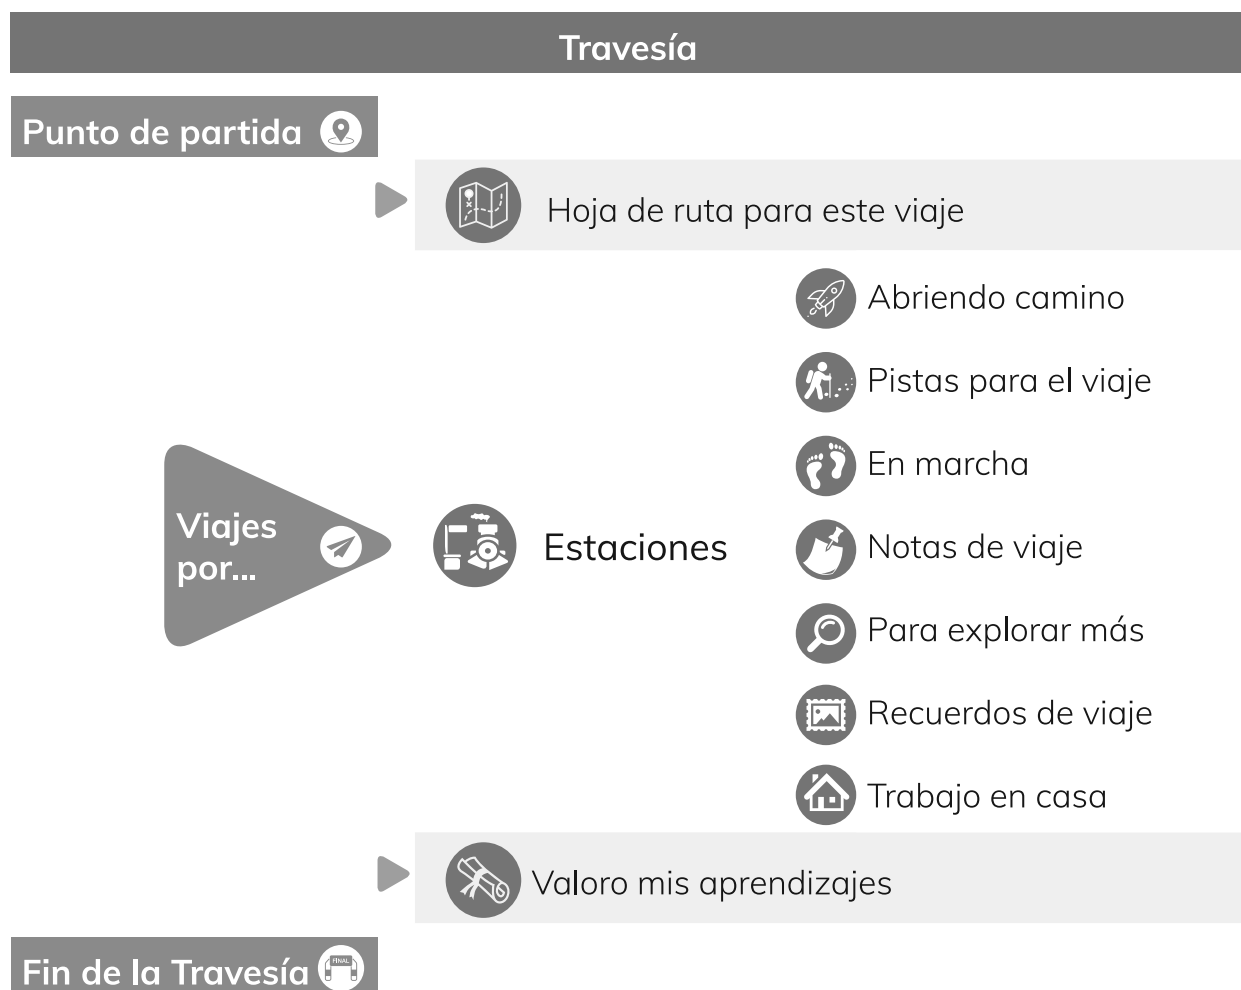 Travesía
Punto de partida
Hoja de ruta para este viaje
Abriendo camino
Pistas para el viaje
En marcha
Viajes
por...
Estaciones
Notas de viaje
Para explorar más
Recuerdos de viaje
Trabajo en casa
Valoro mis aprendizajes
Fin de la Travesía
FINAL